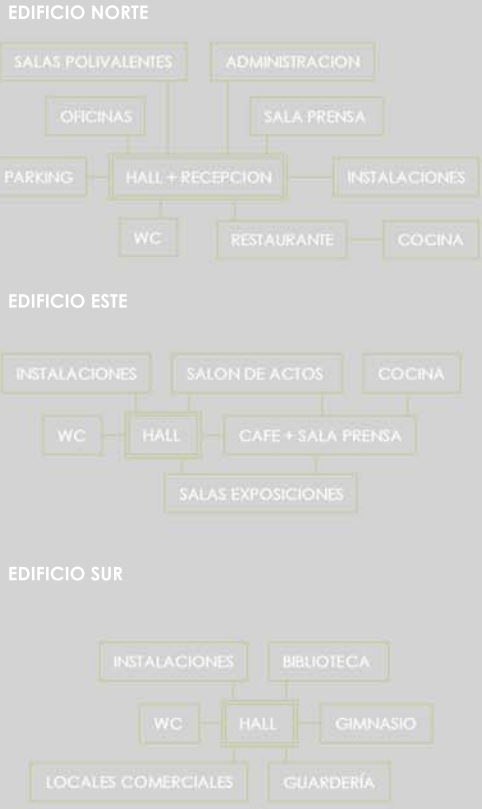 EDIFICIO NORTE
SALAS POLIVALENTES
ADMINISTRACION
OFICINAS
SALA PRENSA
PARKING
HALL + RECEPCION
INSTALACIONES
WC
RESTAURANTE
COCINA
EDIFICIO ESTE
INSTALACIONES
SALON DE ACTOS
COCINA
WC
HALL
CAFE + SALA PRENSA
SALAS EXPOSICIONES
EDIFICIO SUR
INSTALACIONES
BIBLIOTECA
WC
HALL
GIMNASIO
LOCALES COMERCIALES
GUARDERÍA